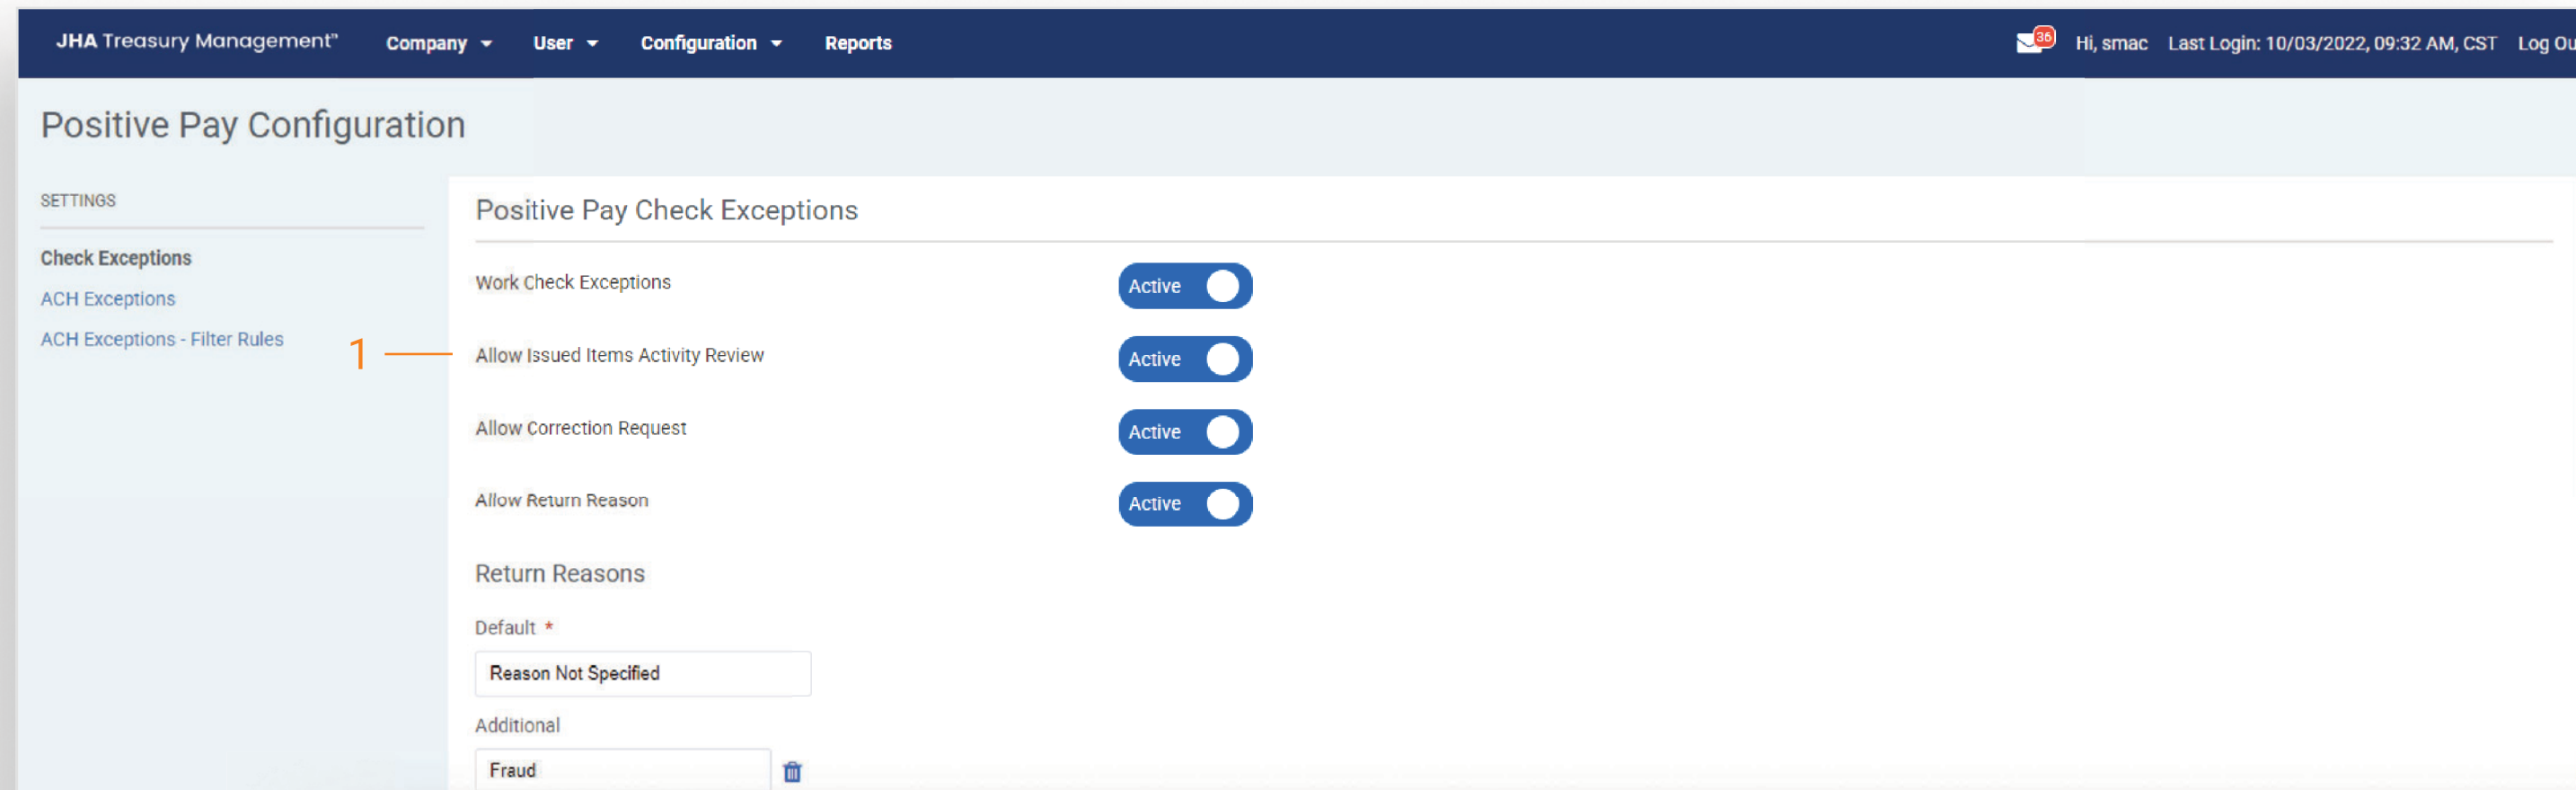 JHA Treasury Management™ Company User Configuration Reports 35 Hi, smac Last Login: 10/03/2022, 09:32 AM, CST Log Ou
Positive Pay Configuration
SETTINGS
Check Exceptions
ACH Exceptions
ACH Exceptions - Filter Rules
1
Positive Pay Check Exceptions
Work Check Exceptions Active
Allow Issued Items Activity Review Active
Allow Correction Request Active
Allow Return Reason Active
Return Reasons
Default *
Reason Not Specified
Additional
Fraud